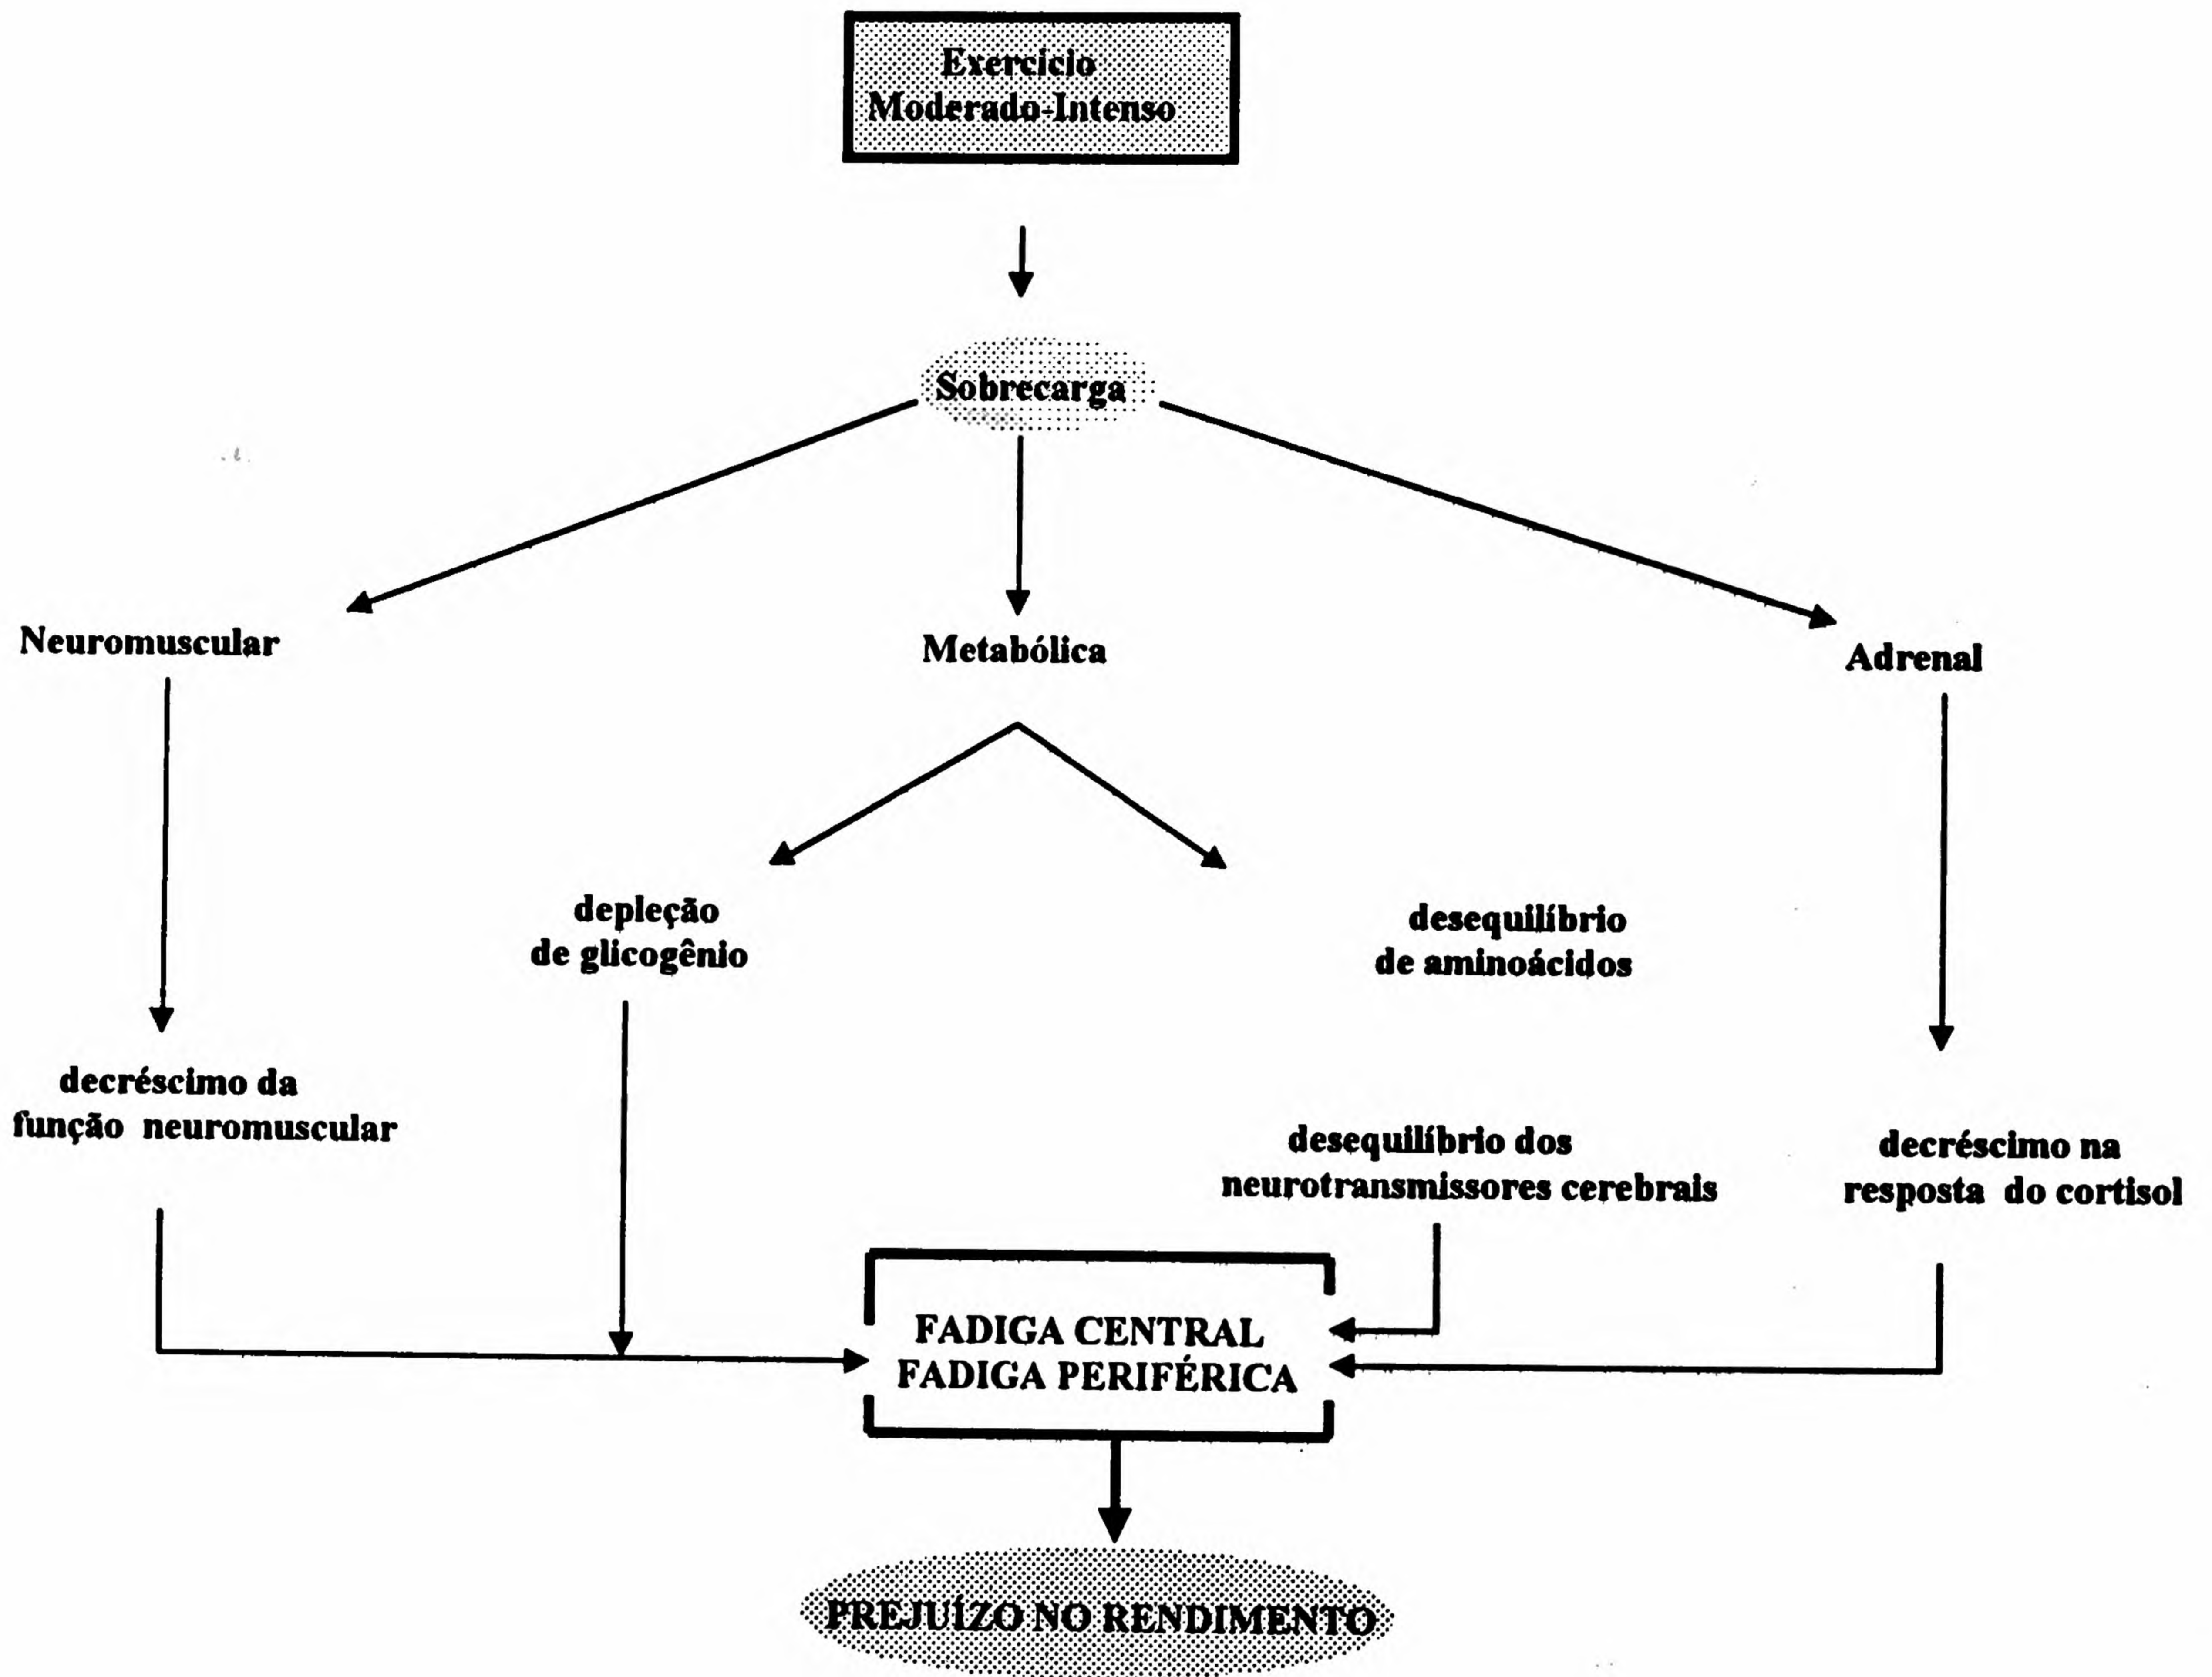 Exercício
Moderado-Intenso
Sobrecarga
Neuromuscular
Metabólica
Adrenal
depleção
de glicogênio
desequilíbrio
de aminoácidos
decréscimo da
função neuromuscular
desequilíbrio dos
neurotransmissores cerebrais
decréscimo na
resposta do cortisol
FADIGA CENTRAL
FADIGA PERIFÉRICA
PREJUÍZO NO RENDIMENTO